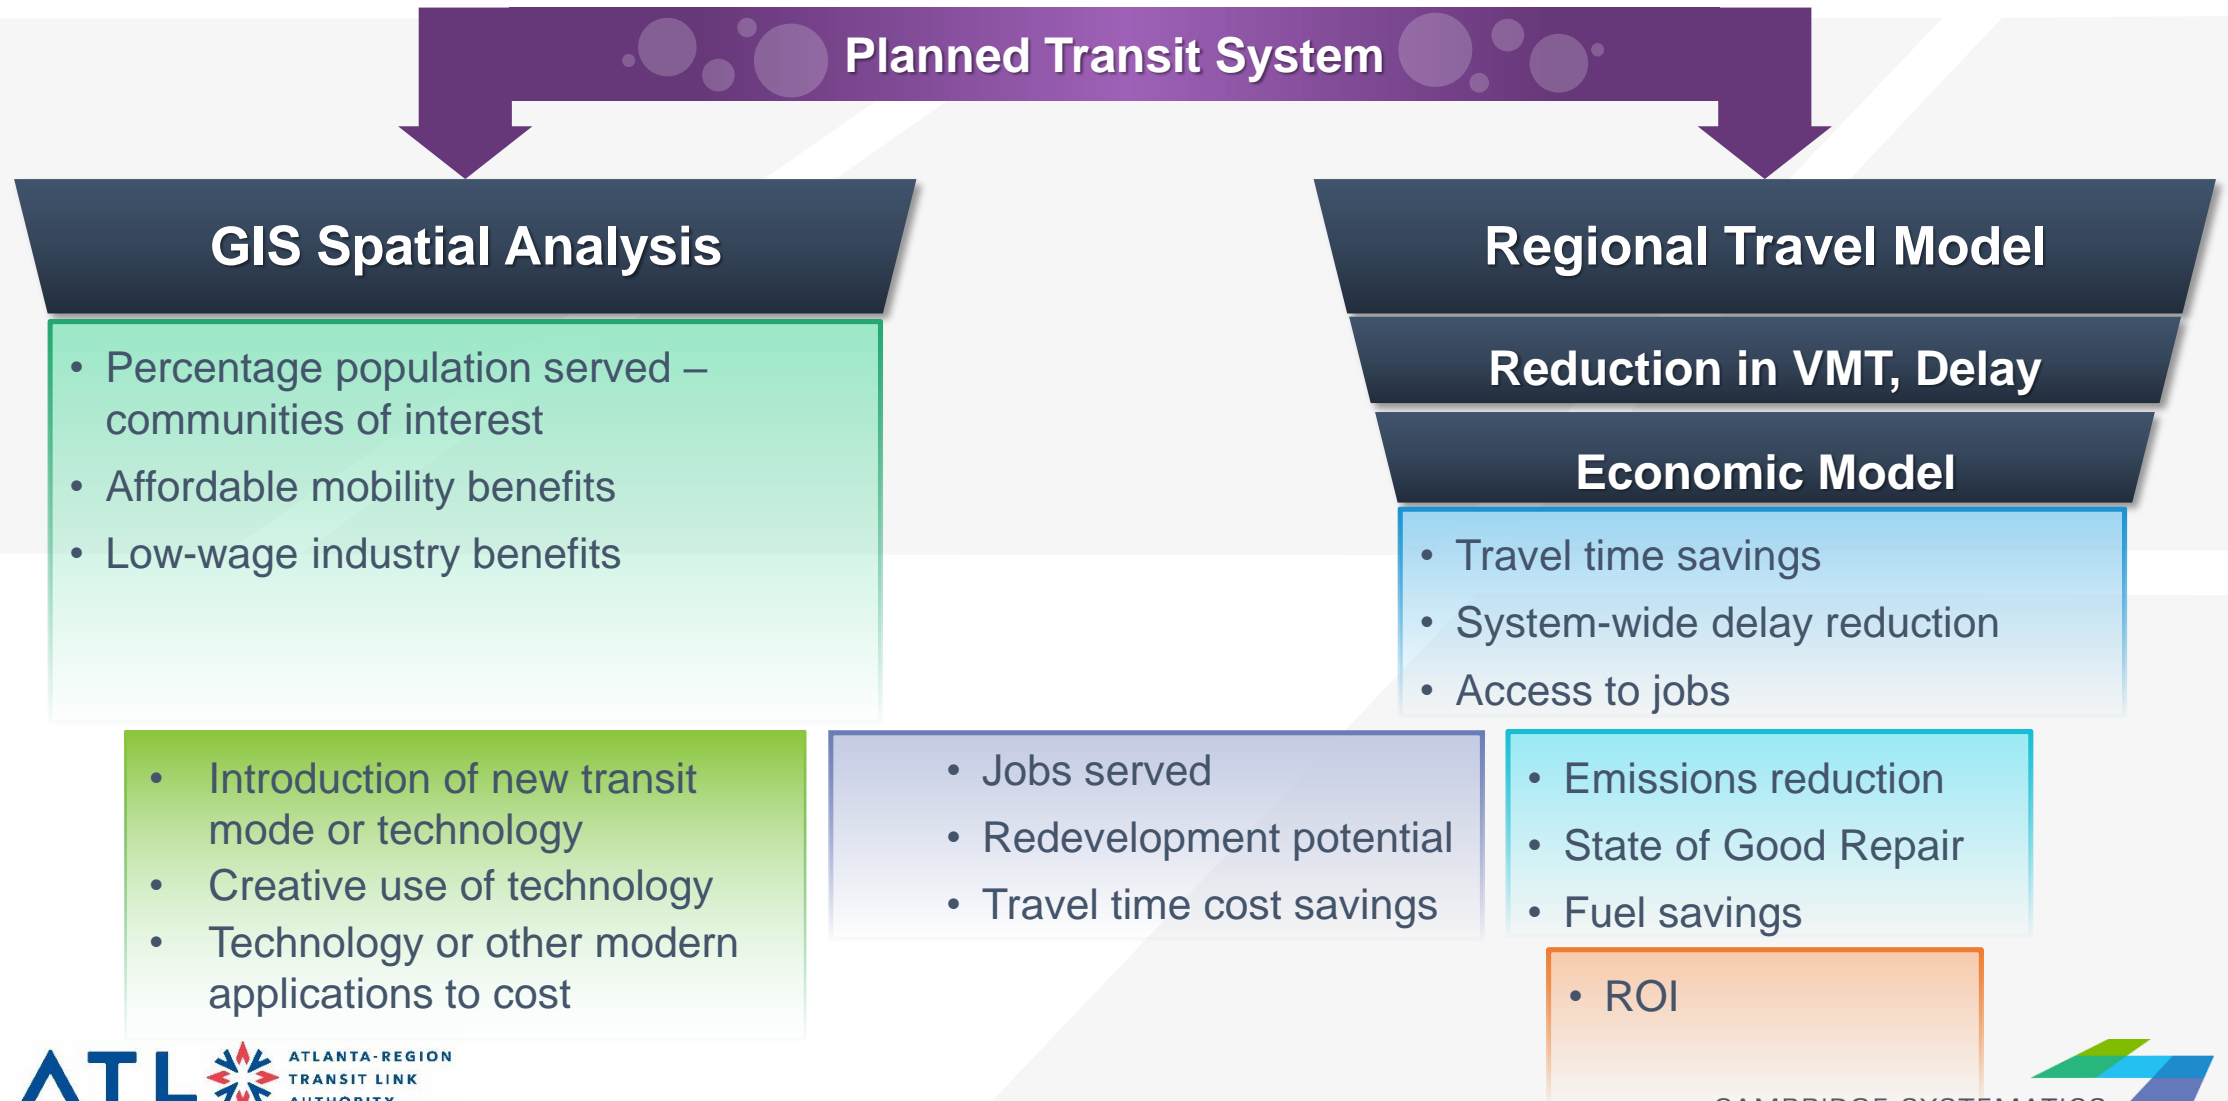 Planned Transit System
GIS Spatial Analysis
• Percentage population served –
communities of interest
• Affordable mobility benefits
• Low-wage industry benefits
Regional Travel Model
Reduction in VMT, Delay
Economic Model
• Travel time savings
• System-wide delay reduction
• Access to jobs
• Introduction of new transit
mode or technology
• Creative use of technology
• Technology or other modern
applications to cost
• Jobs served
• Redevelopment potential
• Travel time cost savings
• Emissions reduction
• State of Good Repair
• Fuel savings
• ROI
ATL
ATLANTA-REGION
TRANSIT LINK
AUTHORITY
CAMBRIDGE SYSTEMATICS